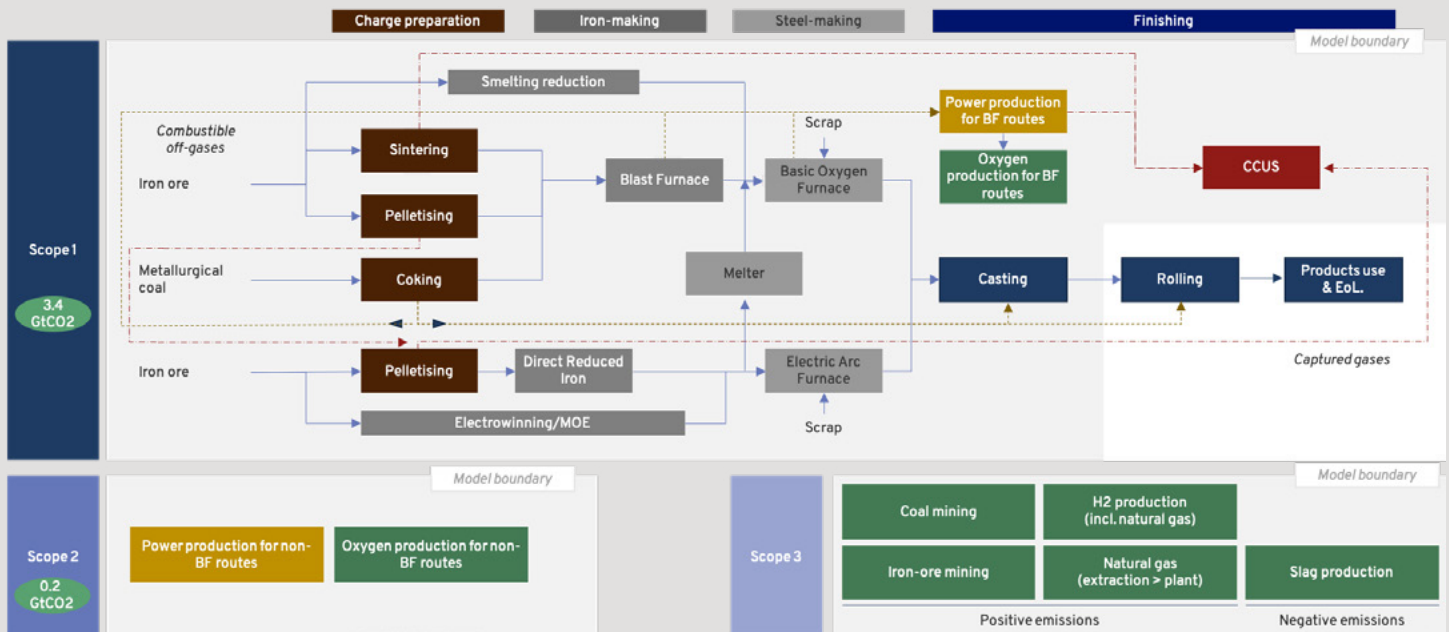 Charge preparation
Iron-making
Steel-making
Finishing
Model boundary
Scope 1
3.4
GtCO2
Combustible
off-gases
Iron ore
Metallurgical
coal
Iron ore
Smelting reduction
Sintering
Pelletising
Coking
Pelletising
Direct Reduced
Iron
Electrowinning/MOE
Blast Furnace
Scrap
Basic Oxygen
Furnace
Melter
Electric Arc
Furnace
Scrap
Power production
for BF routes
Oxygen
production for BF
routes
CCUS
Casting
Rolling
Products use
& EoL.
Captured gases
Scope 2
0.2
GtCO2
Model boundary
Power production for non-
BF routes
Oxygen production for non-
BF routes
Scope 3
Model boundary
Coal mining
H2 production
(incl. natural gas)
Iron-ore mining
Natural gas
(extraction > plant)
Slag production
Positive emissions
Negative emissions